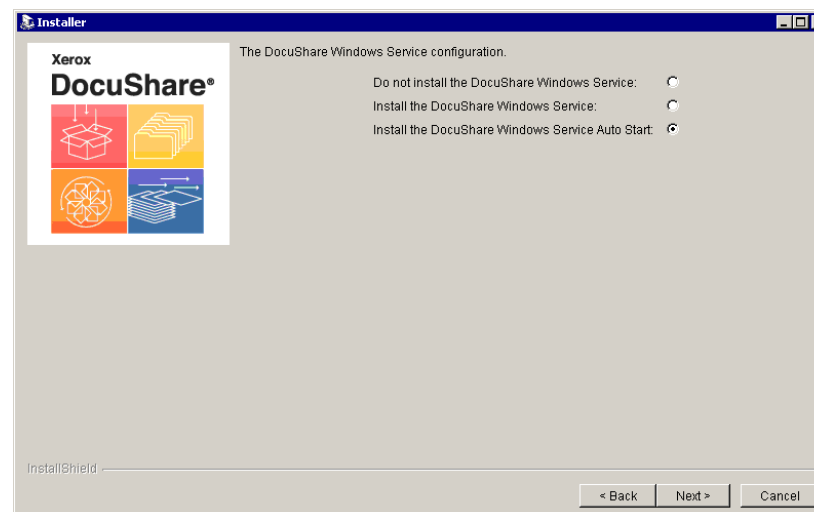 Installer
Xerox
DocuShare®
The DocuShare Windows Service configuration.
Do not install the DocuShare Windows Service:
Install the DocuShare Windows Service:
Install the DocuShare Windows Service Auto Start:
InstallShield
< Back
Next >
Cancel